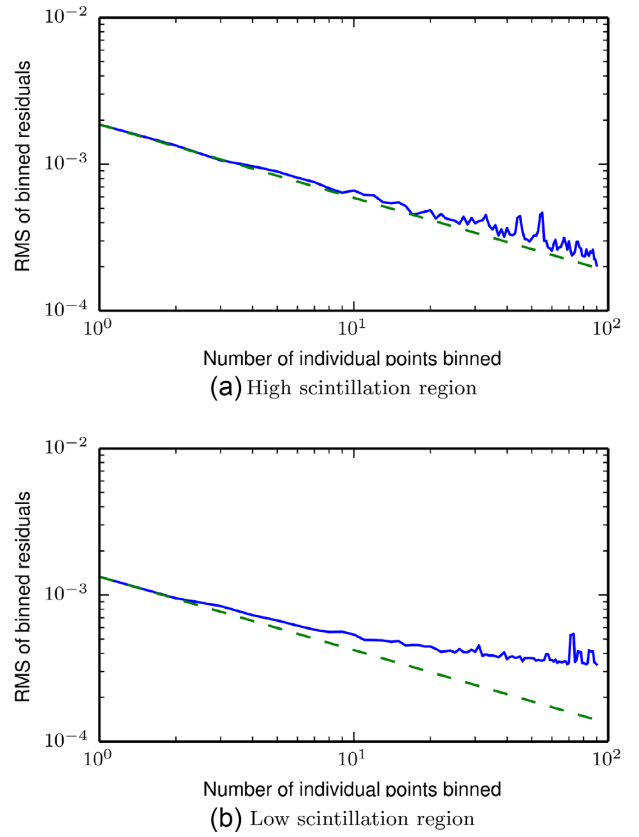 10^-2
RMS of binned residuals
10^-3
10^-4
10^0
10^1
10^2
Number of individual points binned
(a) High scintillation region
10^-2
RMS of binned residuals
10^-3
10^-4
10^0
10^1
10^2
Number of individual points binned
(b) Low scintillation region